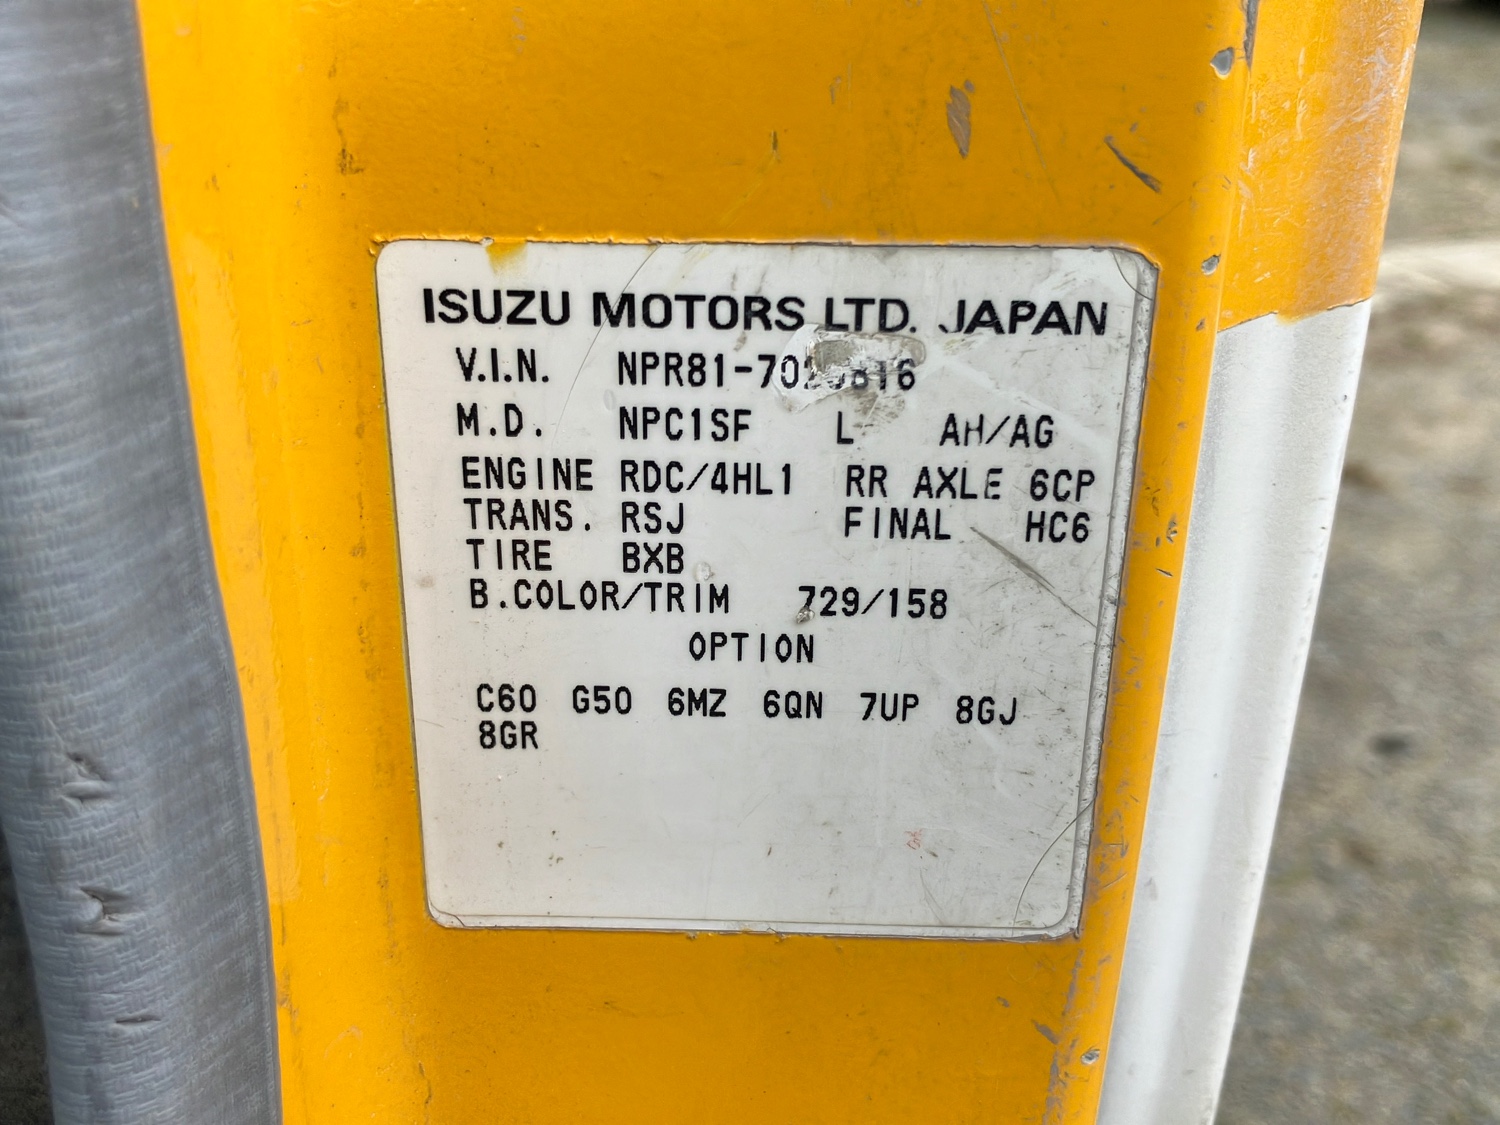 ISUZU MOTORS LTD. JAPAN
V.I.N.
M.D. NPC1SF L AH/AG
ENGINE RDC/4HL1 RR AXLE 6CP
TRANS. RSJ FINAL HC6
TIRE BXB
B.COLOR/TRIM 729/158
OPTION
C60 G50 6MZ 6QN 7UP 8GJ
8GR